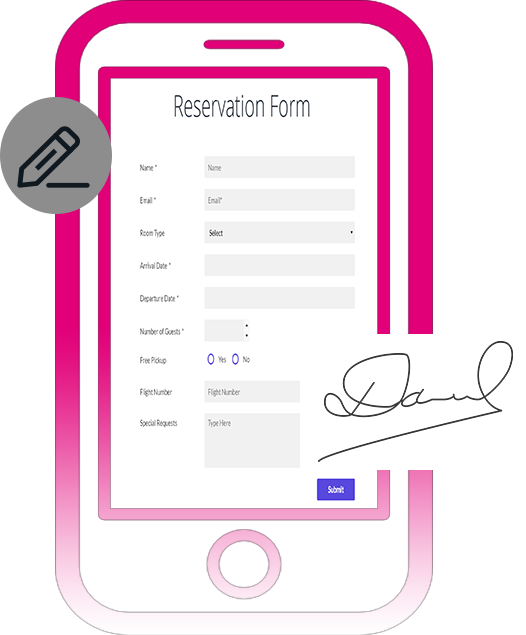 Reservation Form
Name * Name
Email * Email*
Room Type Select
Arrival Date *
Departure Date *
Number of Guests *
Free Pickup Yes No
Flight Number Flight Number
Special Requests Type Here
Submit